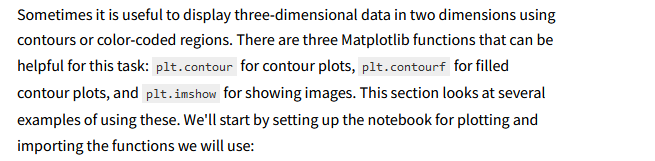 Sometimes it is useful to display three-dimensional data in two dimensions using
contours or color-coded regions. There are three Matplotlib functions that can be
helpful for this task: plt.contour for contour plots, plt.contourf for filled
contour plots, and plt.imshow for showing images. This section looks at several
examples of using these. We'll start by setting up the notebook for plotting and
importing the functions we will use: